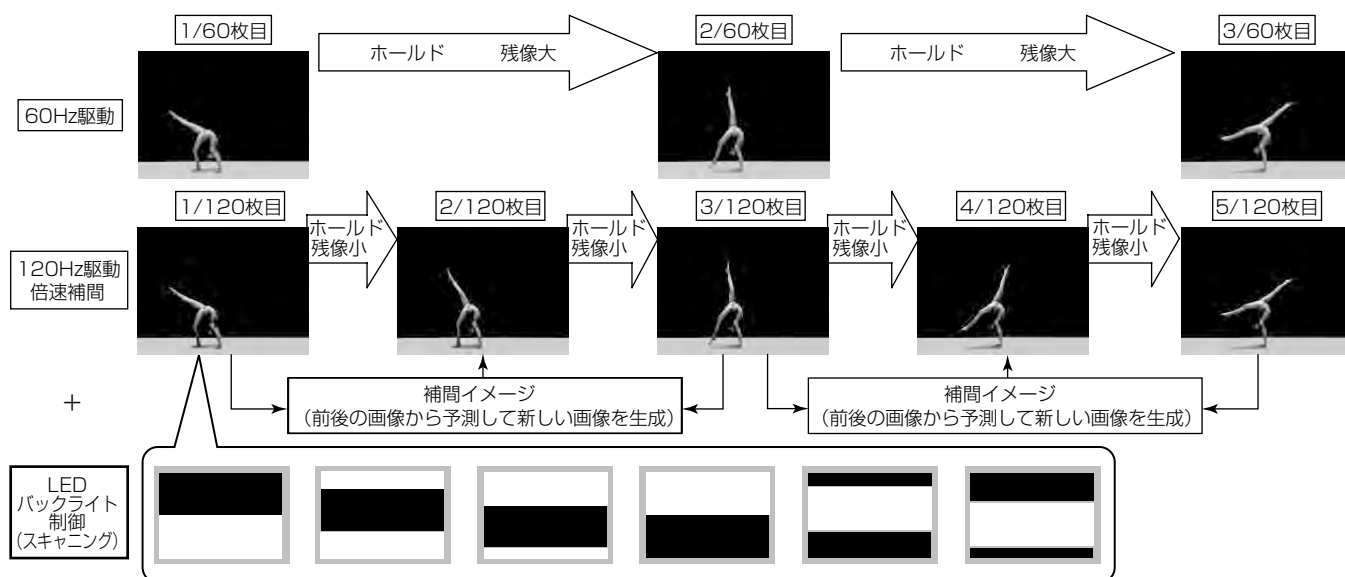 1/60枚目
ホールド 残像大
2/60枚目
ホールド 残像大
3/60枚目
60Hz駆動
1/120枚目
ホールド
残像小
2/120枚目
ホールド
残像小
3/120枚目
ホールド
残像小
4/120枚目
ホールド
残像小
5/120枚目
120Hz駆動
倍速補間
補間イメージ
（前後の画像から予測して新しい画像を生成）
補間イメージ
（前後の画像から予測して新しい画像を生成）
+
LED
バックライト
制御
（スキャニング）